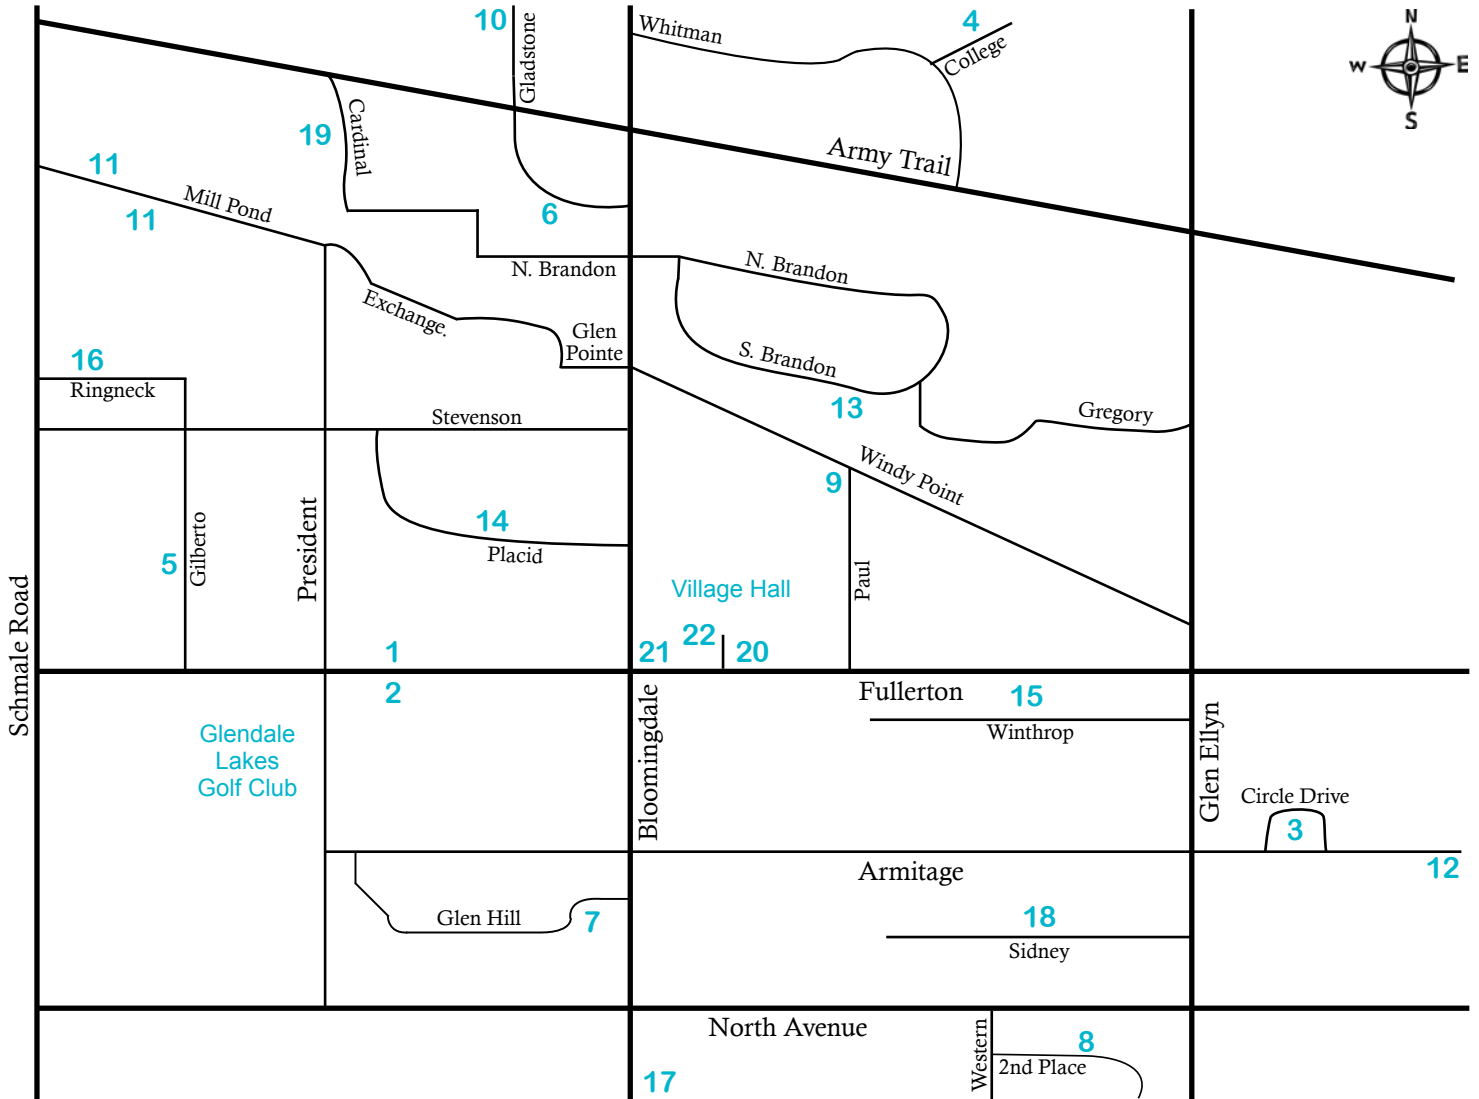 10
Gladstone
Whitman
4
College
N
W
E
S
19
Cardinal
Army Trail
11
Mill Pond
11
6
N. Brandon
N. Brandon
Exchange.
Glen
Pointe
S. Brandon
16
Ringneck
13
Gregory
Stevenson
Windy Point
9
14
Placid
5
Gilberto
President
Paul
Village Hall
Schmale Road
1
21
22
20
2
Fullerton
15
Winthrop
Bloomingdale
Glen Ellyn
Glendale
Lakes
Golf Club
Circle Drive
3
Armitage
12
Glen Hill
7
18
Sidney
North Avenue
Western
8
2nd Place
17